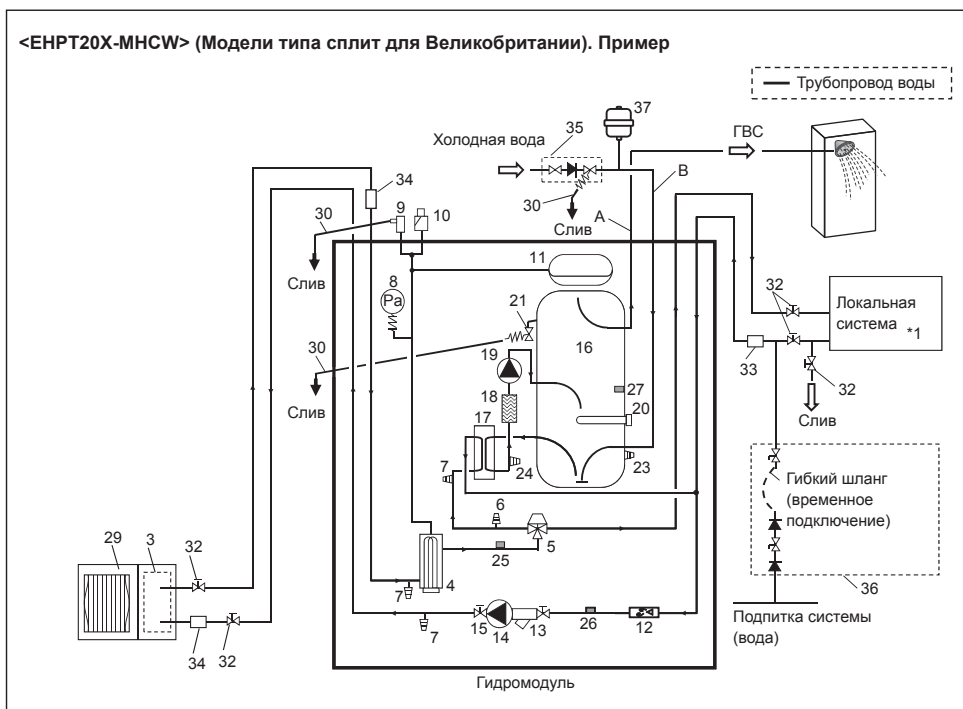 <EHPT20X-MHCW> (Модели типа сплит для Великобритании). Пример
Трубопровод воды
37
Холодная вода
35
ГВС
B
34
30
9
10
30
Слив
A
Слив
11
8
Pa
21
32
Локальная
система
*1
16
30
19
33
32
27
Слив
18
20
Слив
17
7
24
23
Гибкий шланг
(временное
подключение)
6
29
3
32
5
25
4
7
36
34
32
7
15
14
13
26
12
Подпитка системы
(вода)
Гидромодуль